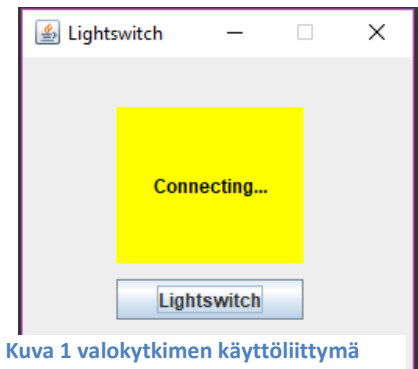 Lightswitch
Connecting...
Lightswitch
Kuva 1 valokytkimen käyttöliittymä